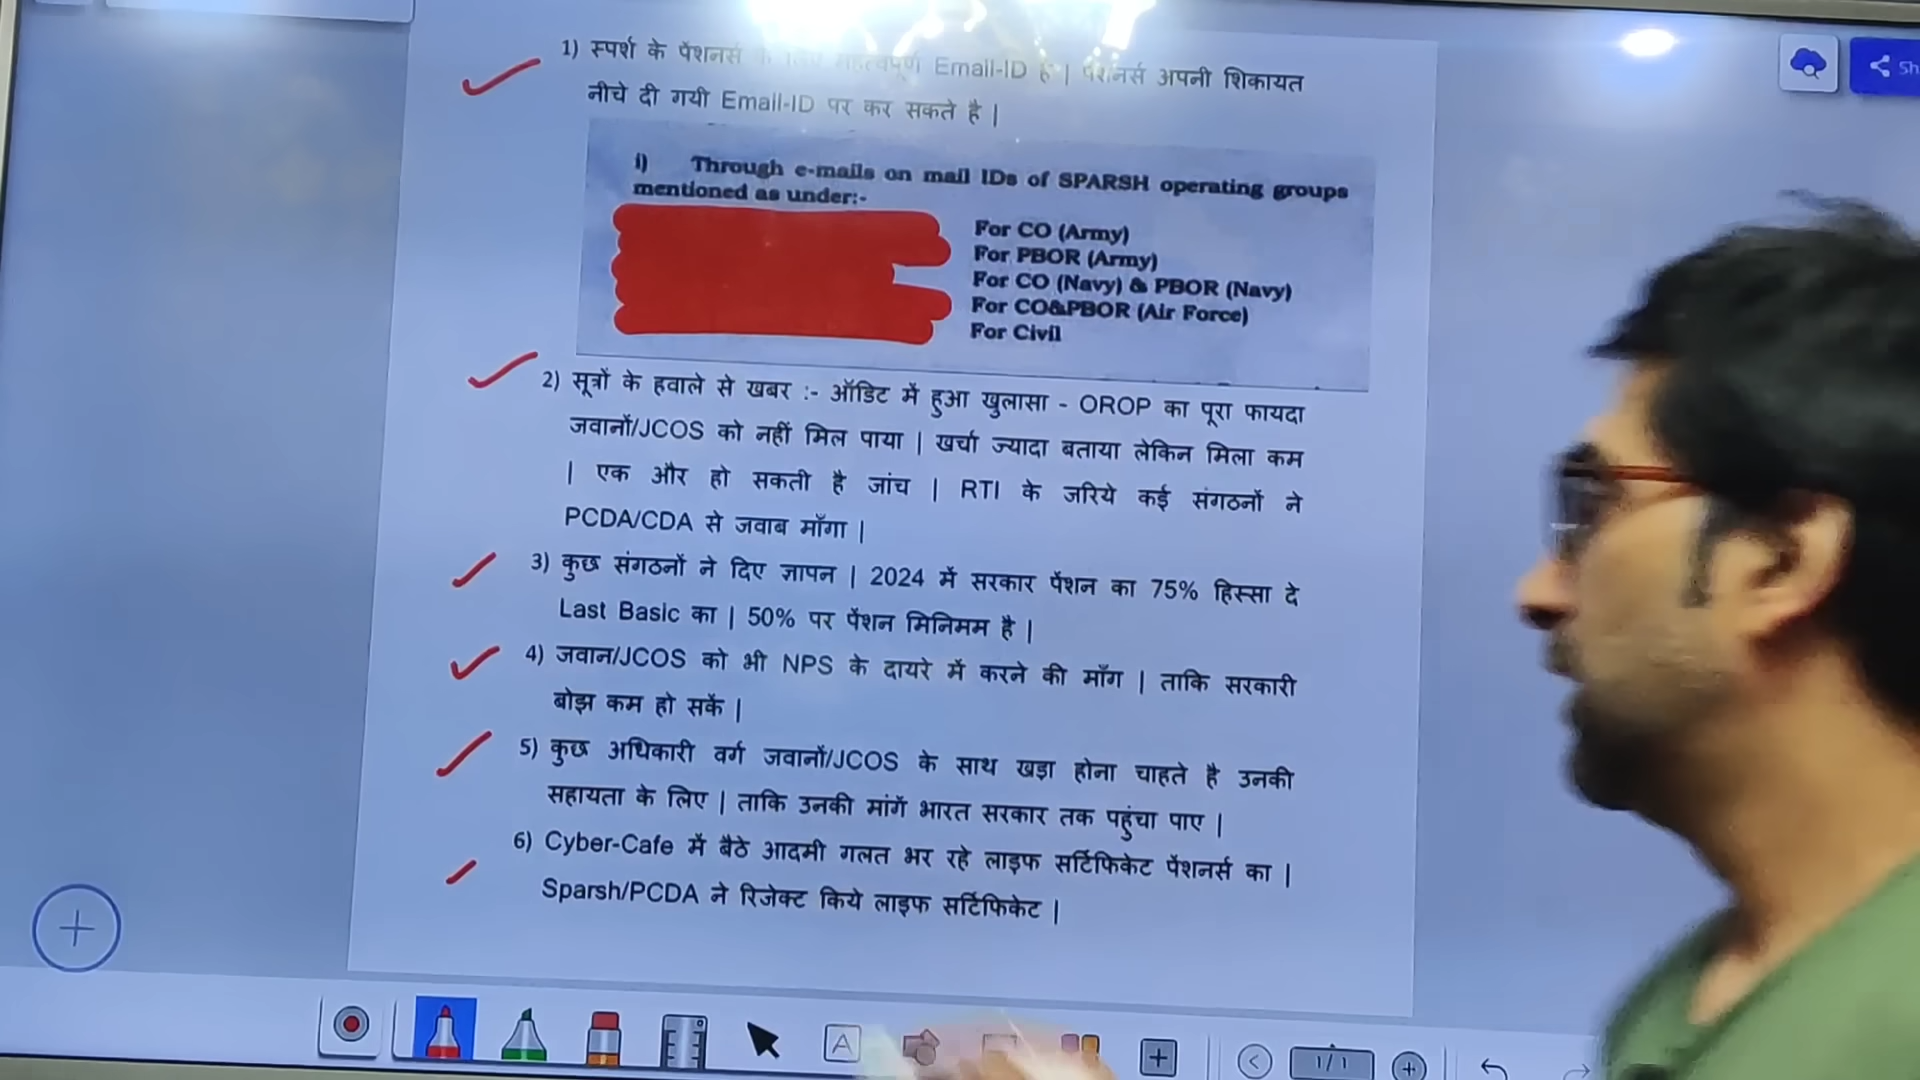 1) स्पर्श के पेंशनर्स के लिए महत्वपूर्ण Email-ID है | पेंशनर्स अपनी शिकायत
नीचे दी गयी Email-ID पर कर सकते है |
i) Through e-mails on mail IDs of SPARSH operating groups
mentioned as under:-
For CO (Army)
For PBOR (Army)
For CO (Navy) & PBOR (Navy)
For CO&PBOR (Air Force)
For Civil
2) सूत्रों के हवाले से खबर :- ऑडिट में हुआ खुलासा - OROP का पूरा फायदा
जवानों/JCOS को नहीं मिल पाया | खर्चा ज्यादा बताया लेकिन मिला कम
| एक और हो सकती है जांच | RTI के जरिये कई संगठनों ने
PCDA/CDA से जवाब माँगा |
3) कुछ संगठनों ने दिए ज्ञापन | 2024 में सरकार पेंशन का 75% हिस्सा दे
Last Basic का | 50% पर पेंशन मिनिमम है |
4) जवान/JCOS को भी NPS के दायरे में करने की माँग | ताकि सरकारी
बोझ कम हो सकें |
5) कुछ अधिकारी वर्ग जवानों/JCOS के साथ खड़ा होना चाहते है उनकी
सहायता के लिए | ताकि उनकी मांगें भारत सरकार तक पहुंचा पाए |
6) Cyber-Cafe में बैठे आदमी गलत भर रहे लाइफ सर्टिफिकेट पेंशनर्स का |
Sparsh/PCDA ने रिजेक्ट किये लाइफ सर्टिफिकेट |
Sh
A
1/1